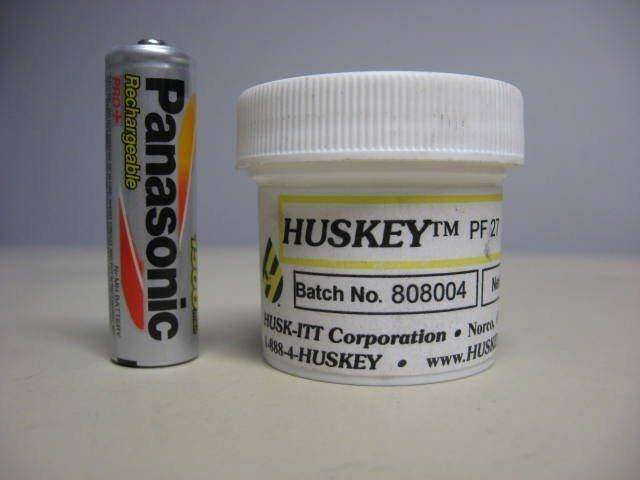 Panasonic
Rechargeable
PRO+
Ni-MH BATTERY
HUSKEY™ PF 27
Batch No. 808004
HUSK-ITT Corporation • Norco,
1-888-4-HUSKEY • www.HUSKEY